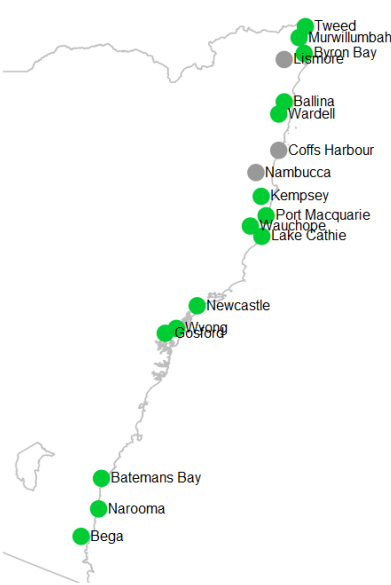 Tweed
Murwillumbah
Byron Bay
Lismore
Ballina
Wardell
Coffs Harbour
Nambucca
Kempsey
Port Macquarie
Wauchope
Lake Cathie
Newcastle
Wyong
Gosford
Batemans Bay
Narooma
Bega